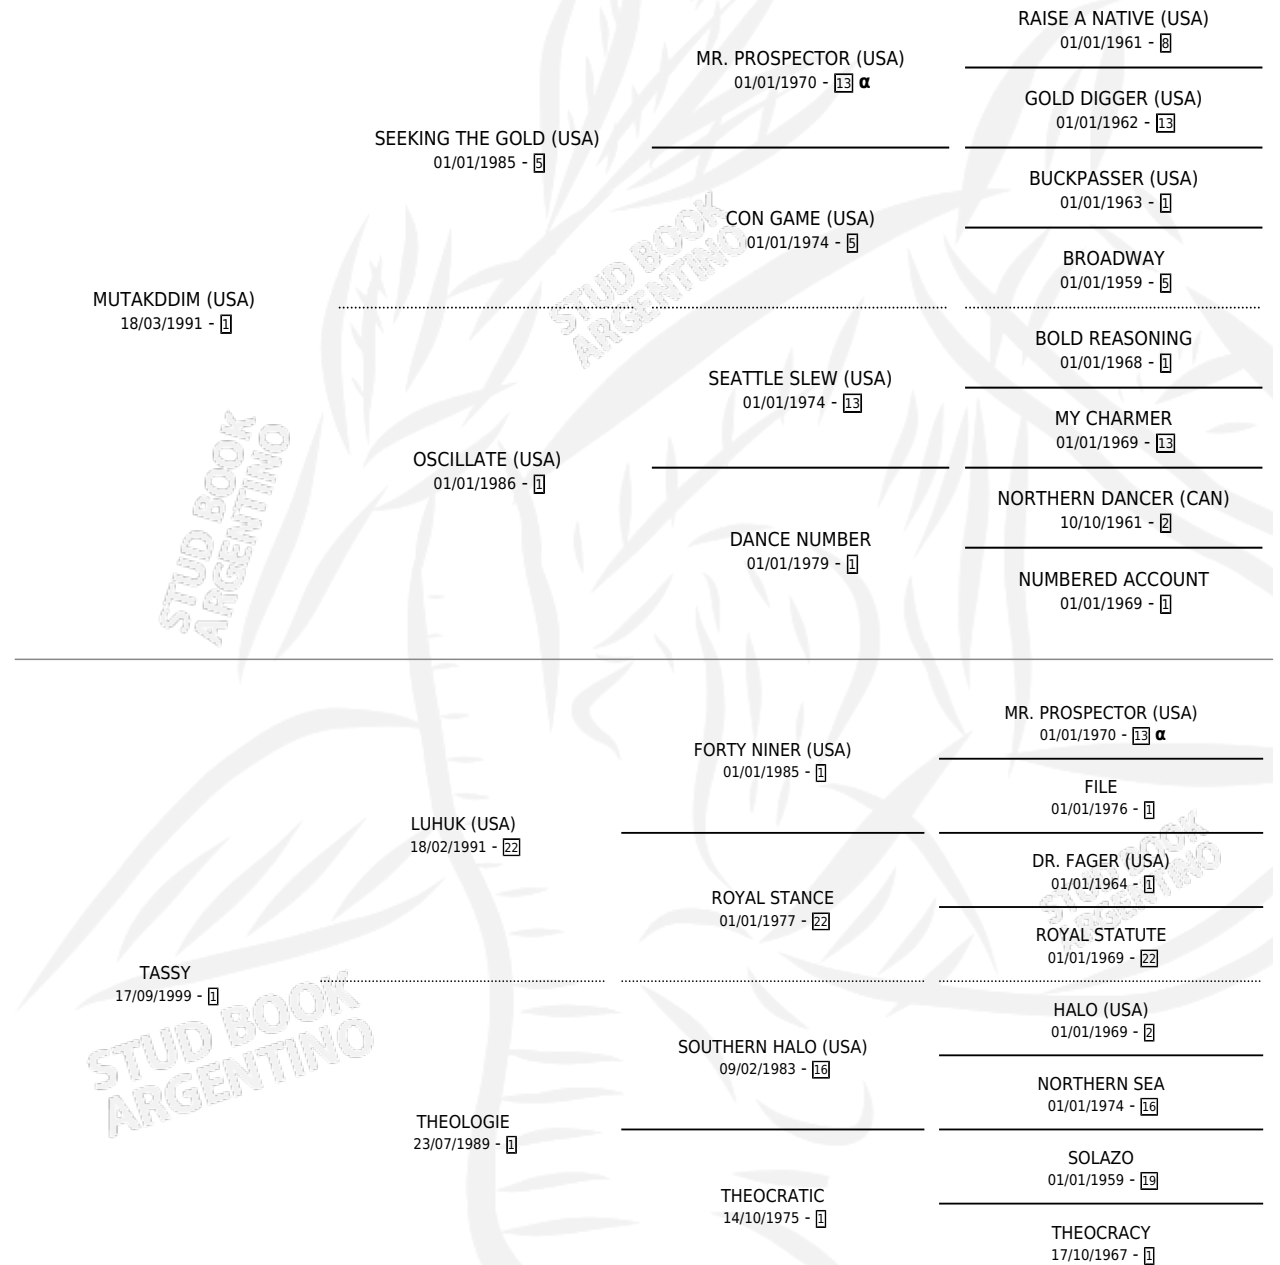 MUTAKDDIM (USA)
18/03/1991 - 1
SEEKING THE GOLD (USA)
01/01/1985 - 5
OSCILLATE (USA)
01/01/1986 - 1
MR. PROSPECTOR (USA)
01/01/1970 - 13 α
CON GAME (USA)
01/01/1974 - 5
SEATTLE SLEW (USA)
01/01/1974 - 13
DANCE NUMBER
01/01/1979 - 1
RAISE A NATIVE (USA)
01/01/1961 - 8
GOLD DIGGER (USA)
01/01/1962 - 13
BUCKPASSER (USA)
01/01/1963 - 1
BROADWAY
01/01/1959 - 5
BOLD REASONING
01/01/1968 - 1
MY CHARMER
01/01/1969 - 13
NORTHERN DANCER (CAN)
10/10/1961 - 2
NUMBERED ACCOUNT
01/01/1969 - 1
TASSY
17/09/1999 - 1
LUHUK (USA)
18/02/1991 - 22
THEOLOGIE
23/07/1989 - 1
FORTY NINER (USA)
01/01/1985 - 1
ROYAL STANCE
01/01/1977 - 22
SOUTHERN HALO (USA)
09/02/1983 - 16
THEOCRATIC
14/10/1975 - 1
MR. PROSPECTOR (USA)
01/01/1970 - 13 α
FILE
01/01/1976 - 1
DR. FAGER (USA)
01/01/1964 - 1
ROYAL STATUTE
01/01/1969 - 22
HALO (USA)
01/01/1969 - 2
NORTHERN SEA
01/01/1974 - 16
SOLAZO
01/01/1959 - 19
THEOCRACY
17/10/1967 - 1
STUD BOOK
ARGENTINO
STUD BOOK
ARGENTINO
STUD BOOK
ARGENTINO
STUD BOOK
ARGENTINO